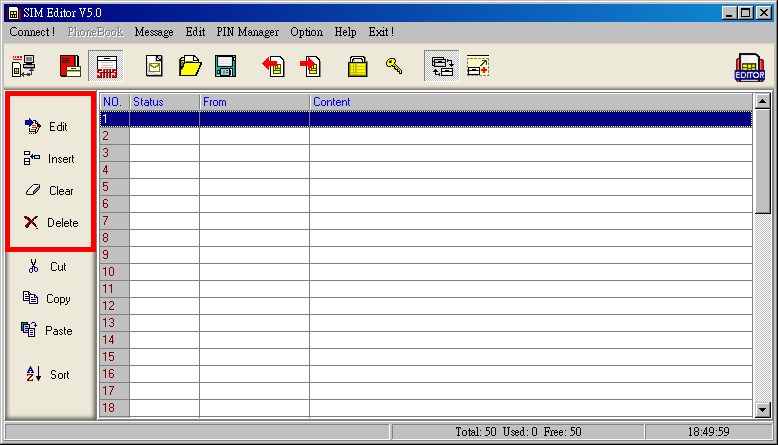 SIM Editor V5.0
Connect ! PhoneBook Message Edit PIN Manager Option Help Exit !
SMS
EDITOR
NO. Status From Content
Edit
Insert
Clear
Delete
Cut
Copy
Paste
A
Z
Sort
1
2
3
4
5
6
7
8
9
10
11
12
13
14
15
16
17
18
Total: 50 Used: 0 Free: 50 18:49:59